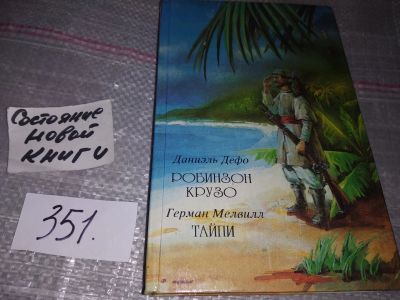 Состояние
новой
книги
351.
Даниэль Дефо
РОБИНЗОН
КРУЗО
Герман Мелвилл
ТАЙПИ